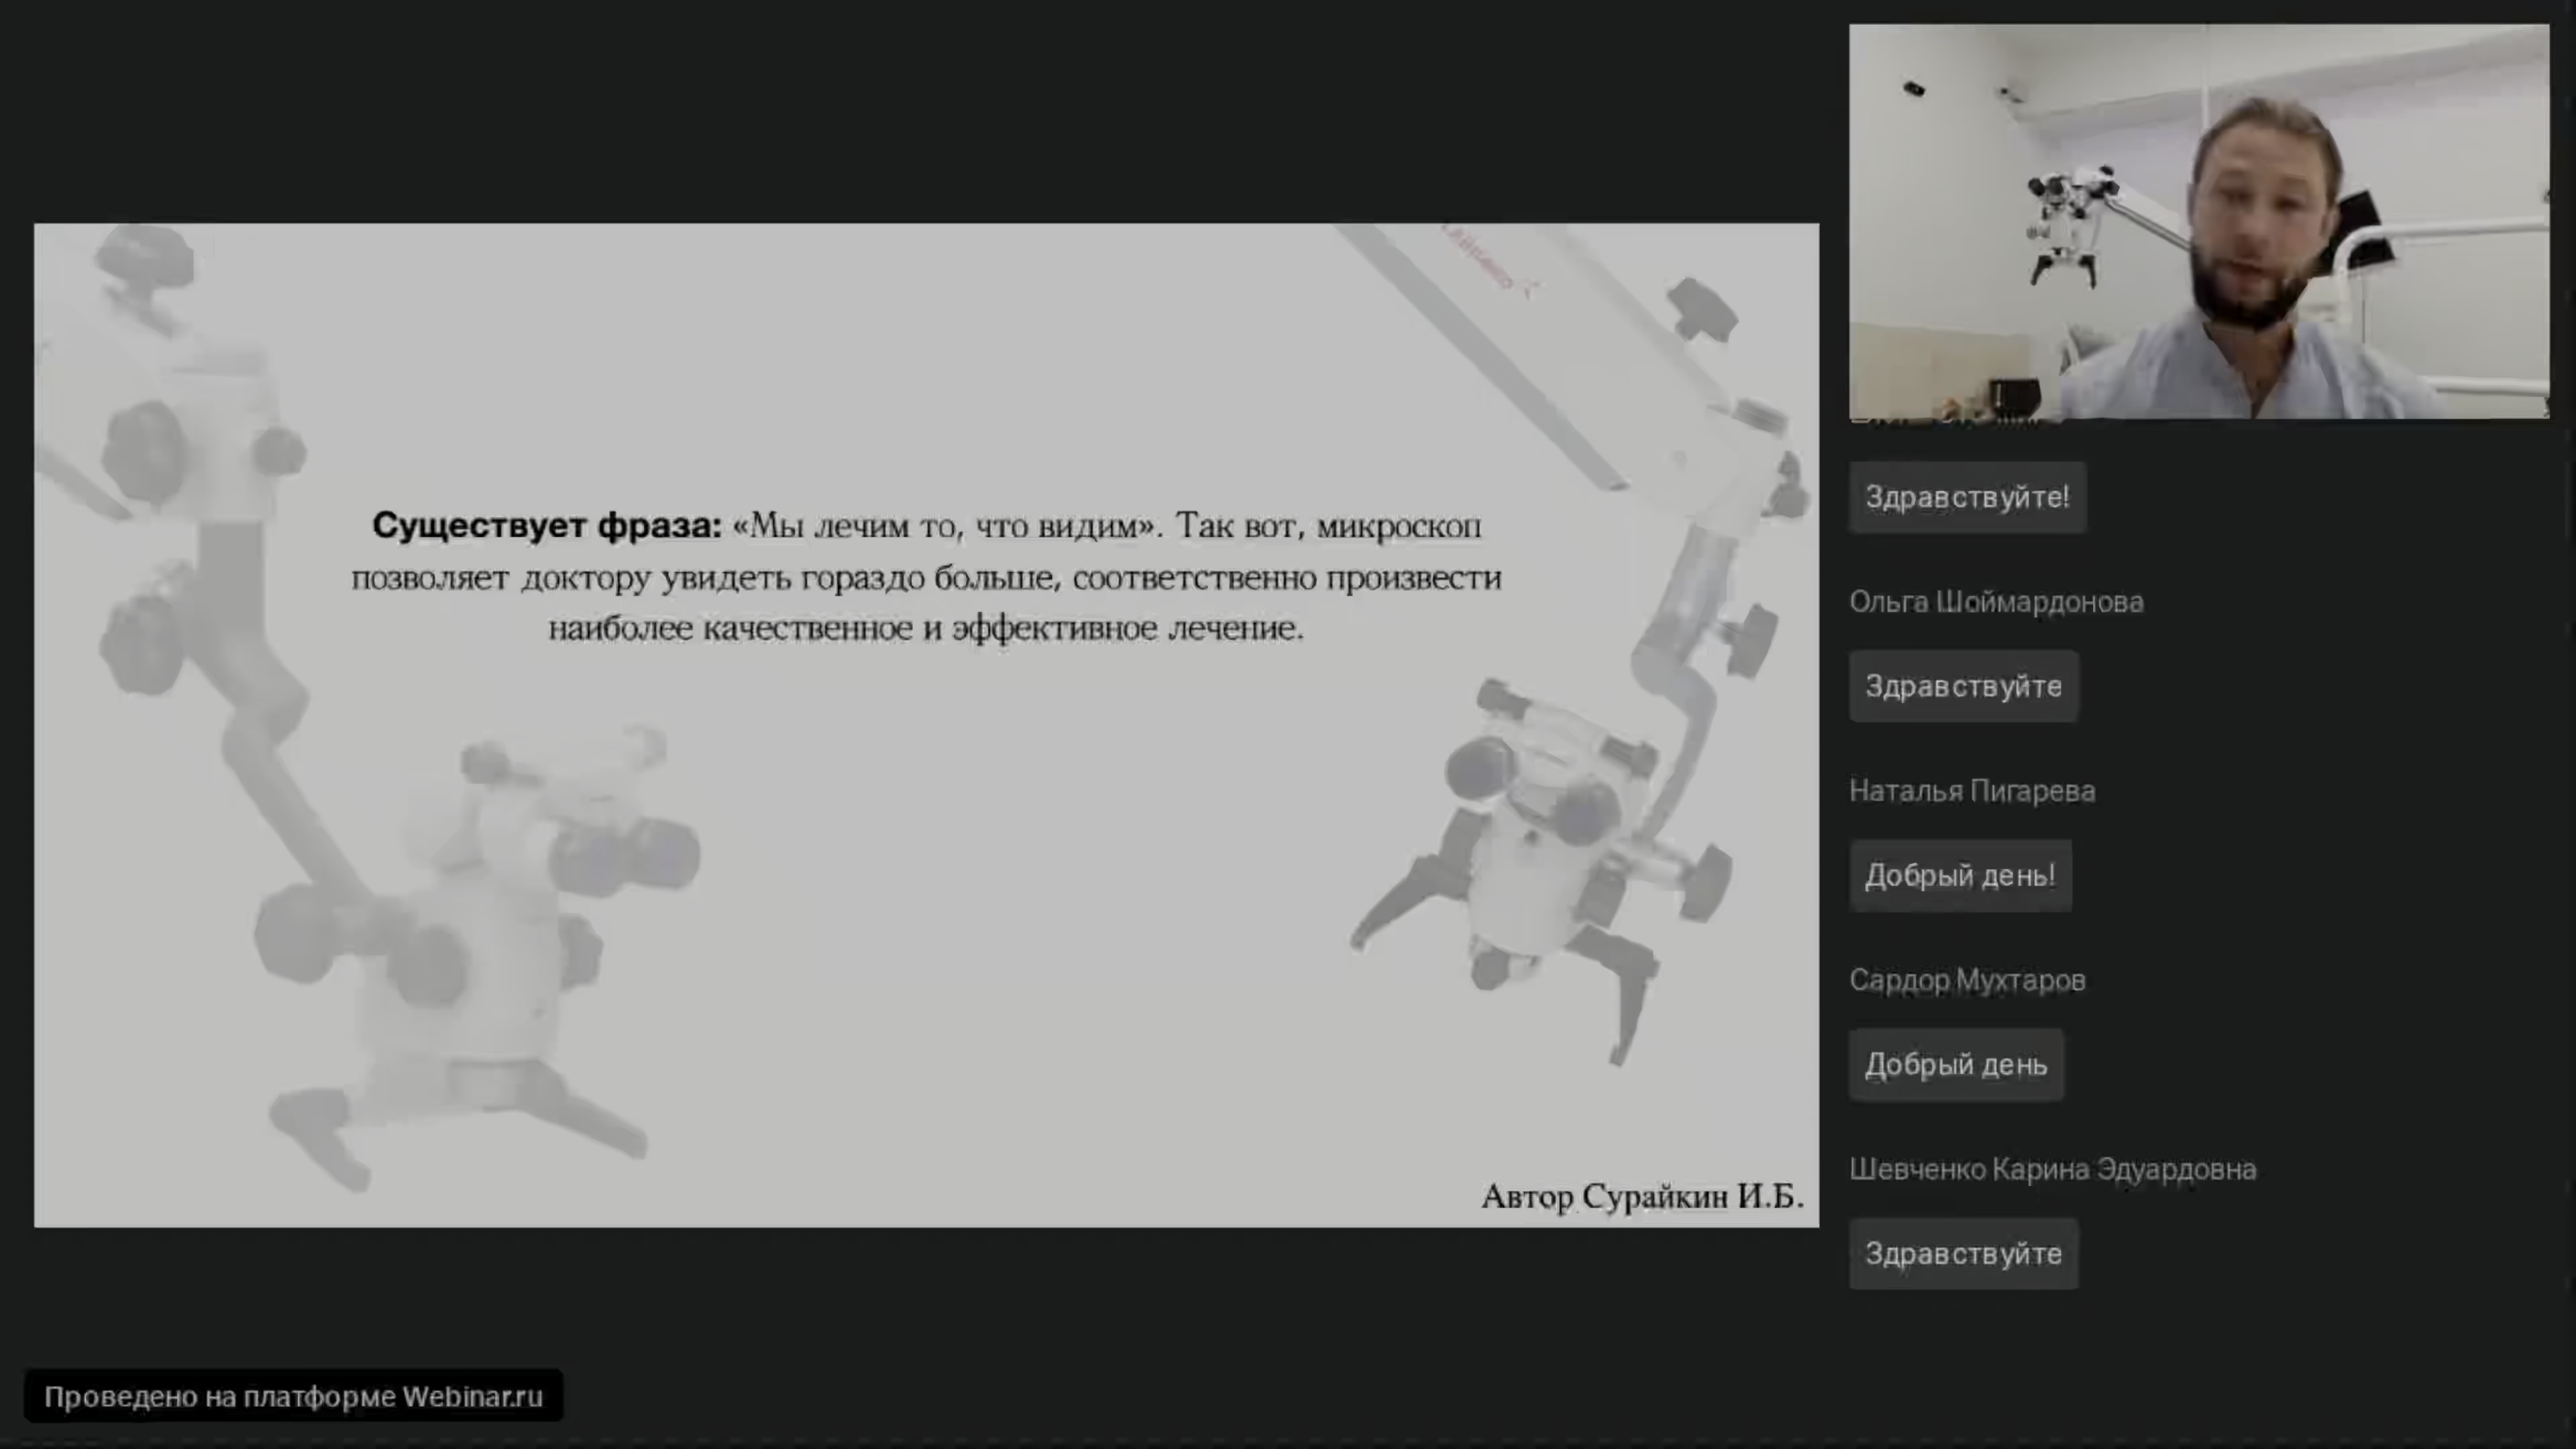 Существует фраза: «Мы лечим то, что видим». Так вот, микроскоп
позволяет доктору увидеть гораздо больше, соответственно произвести
наиболее качественное и эффективное лечение.
Автор Сурайкин И.Б.
Здравствуйте!
Ольга Шоймардонова
Здравствуйте
Наталья Пигарева
Добрый день!
Сардор Мухтаров
Добрый день
Шевченко Карина Эдуардовна
Здравствуйте
Проведено на платформе Webinar.ru